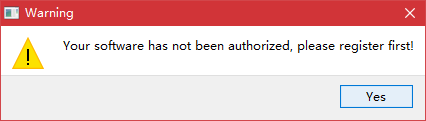 Warning
Your software has not been authorized, please register first!
Yes